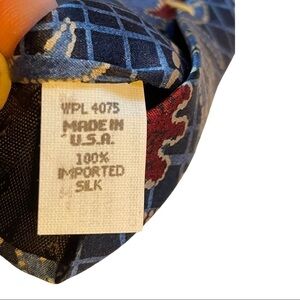 WPL 4075
MADE IN
U.S.A.
100%
IMPORTED
SILK